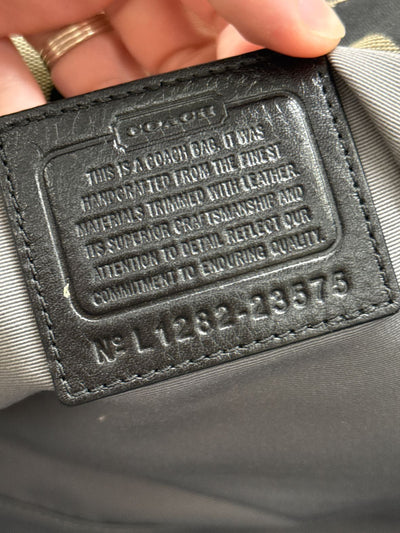 COACH
THIS IS A COACH BAG. IT WAS
HANDCRAFTED FROM THE FINEST
MATERIALS TRIMMED WITH LEATHER.
ITS SUPERIOR CRAFTSMANSHIP AND
ATTENTION TO DETAIL REFLECT OUR
COMMITMENT TO ENDURING QUALITY.
Nº L1282-23575